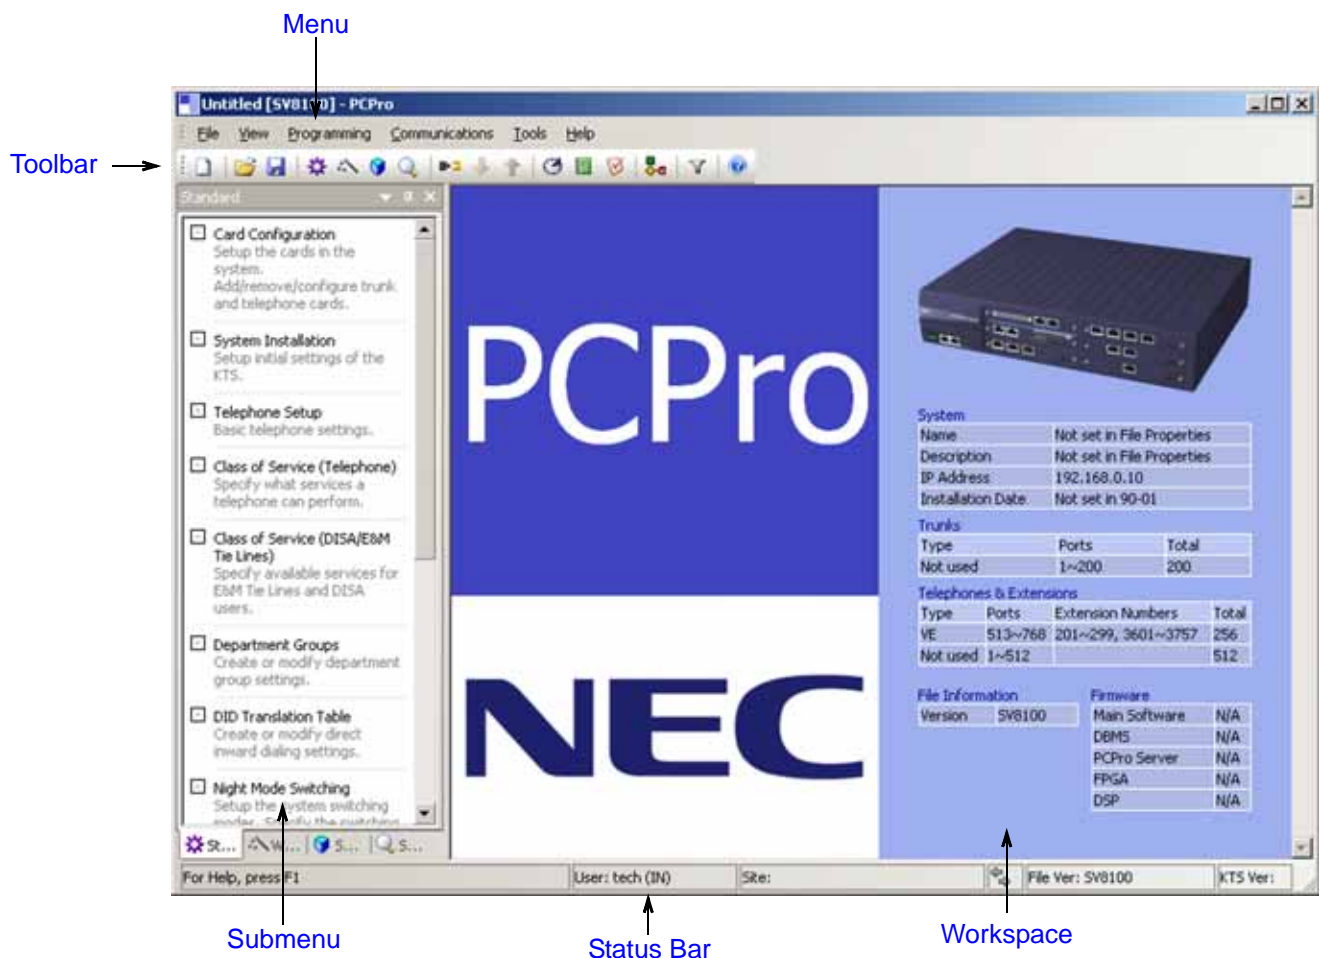 Menu
Untitled [SV8100] - PCPro
File View Programming Communications Tools Help
Toolbar
Standard
Card Configuration
Setup the cards in the
system.
Add/remove/configure trunk
and telephone cards.
System Installation
Setup initial settings of the
KTS.
Telephone Setup
Basic telephone settings.
Class of Service (Telephone)
Specify what services a
telephone can perform.
Class of Service (DISA/E&M
Tie Lines)
Specify available services for
E&M Tie Lines and DISA
users.
Department Groups
Create or modify department
group settings.
DID Translation Table
Create or modify direct
inward dialing settings.
Night Mode Switching
Setup the system switching
modes. Specify the switching
St... W... S... S...
PCPro
NEC
System
Name Not set in File Properties
Description Not set in File Properties
IP Address 192.168.0.10
Installation Date Not set in 90-01
Trunks
Type Ports Total
Not used 1~200 200
Telephones & Extensions
Type Ports Extension Numbers Total
VE 513~768 201~299, 3601~3757 256
Not used 1~512 512
File Information
Version SV8100
Firmware
Main Software N/A
DBMS N/A
PCPro Server N/A
FPGA N/A
DSP N/A
For Help, press F1 User: tech (IN) Site: File Ver: SV8100 KTS Ver:
Submenu
Status Bar
Workspace